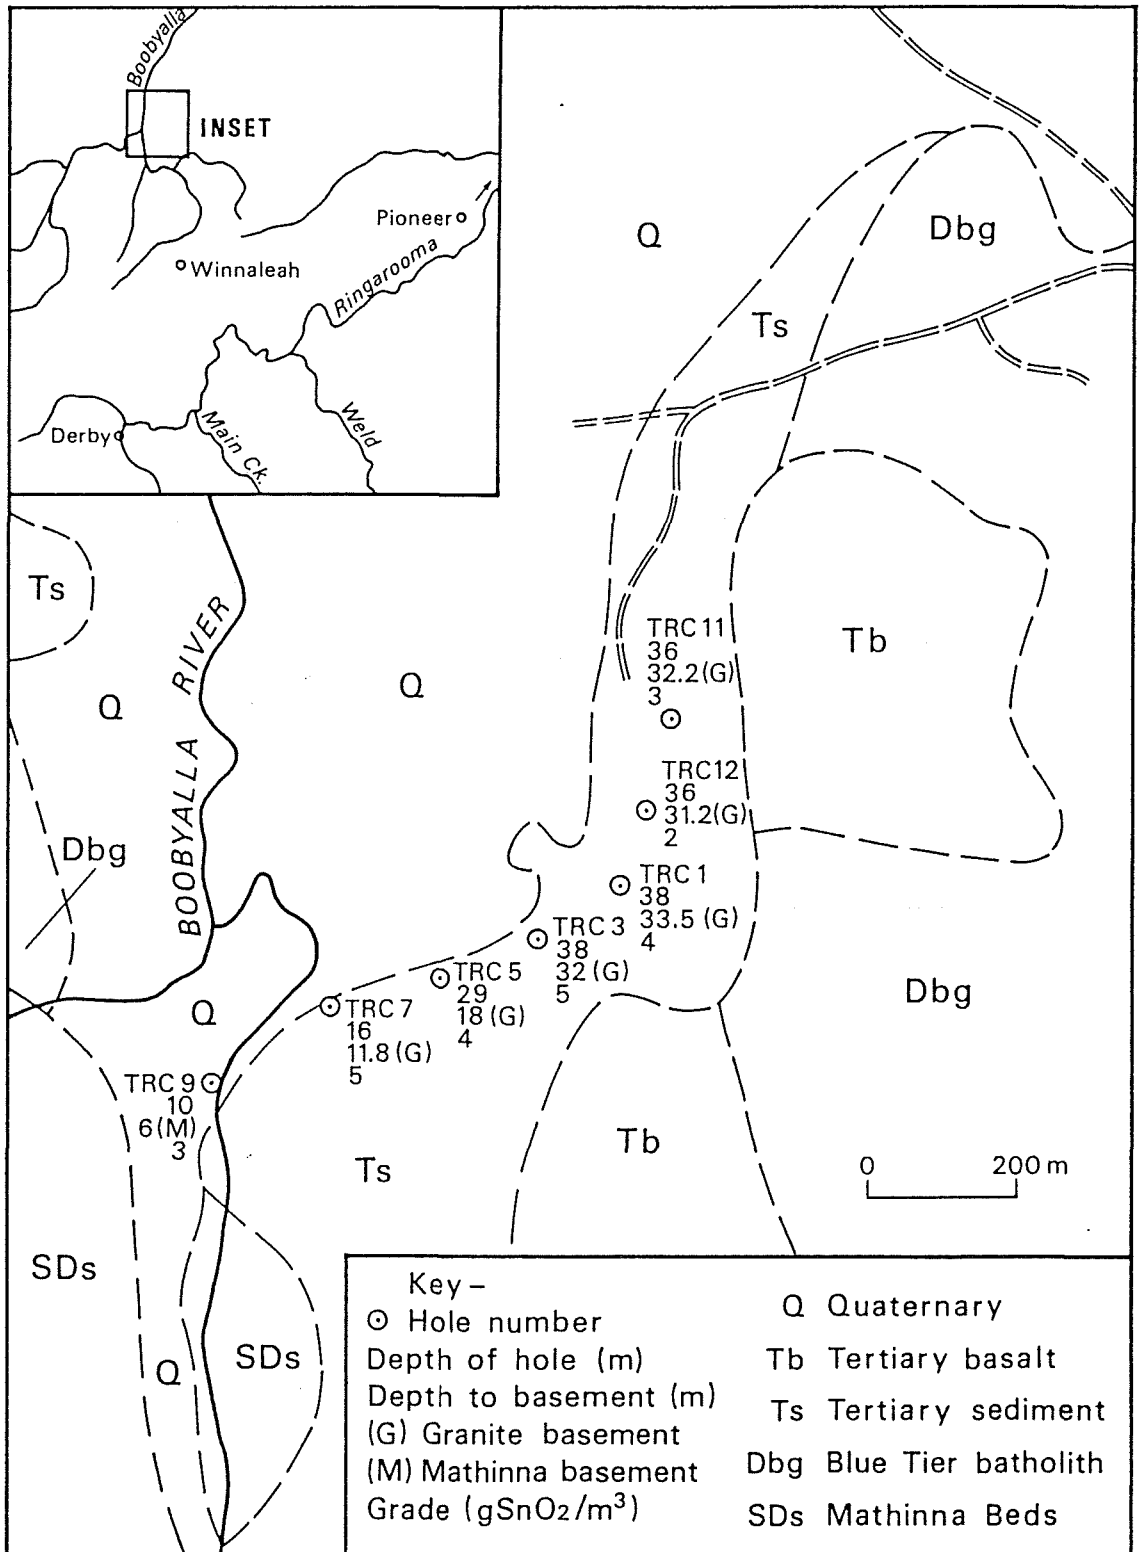 Boobyalla
INSET
Pioneer
Winnaleah
Ringarooma
Derby
Main Ck.
Weld
Q
Dbg
Ts
Ts
Q
BOOBYALLA RIVER
Q
Tb
TRC 11
36
32.2(G)
3
TRC12
36
31.2(G)
2
Dbg
TRC 1
38
33.5 (G)
4
TRC 3
38
32 (G)
5
TRC 5
29
18 (G)
4
TRC 7
16
11.8 (G)
5
Dbg
Q
TRC 9
10
6(M)
3
Ts
Tb
0 200 m
SDs
SDs
Q
Key –
Hole number
Depth of hole (m)
Depth to basement (m)
(G) Granite basement
(M) Mathinna basement
Grade (gSnO2/m³)
Q Quaternary
Tb Tertiary basalt
Ts Tertiary sediment
Dbg Blue Tier batholith
SDs Mathinna Beds